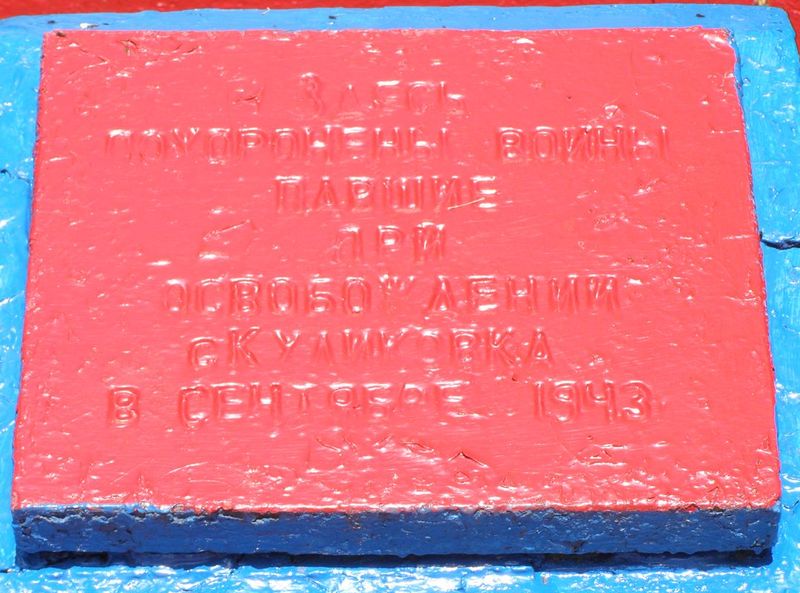 ЗДЕСЬ
ПОХОРОНЕНЫ ВОИНЫ
ПАВШИЕ
ПРИ
ОСВОБОЖДЕНИИ
с КУЛИКОВКА
В СЕНТЯБРЕ 1943